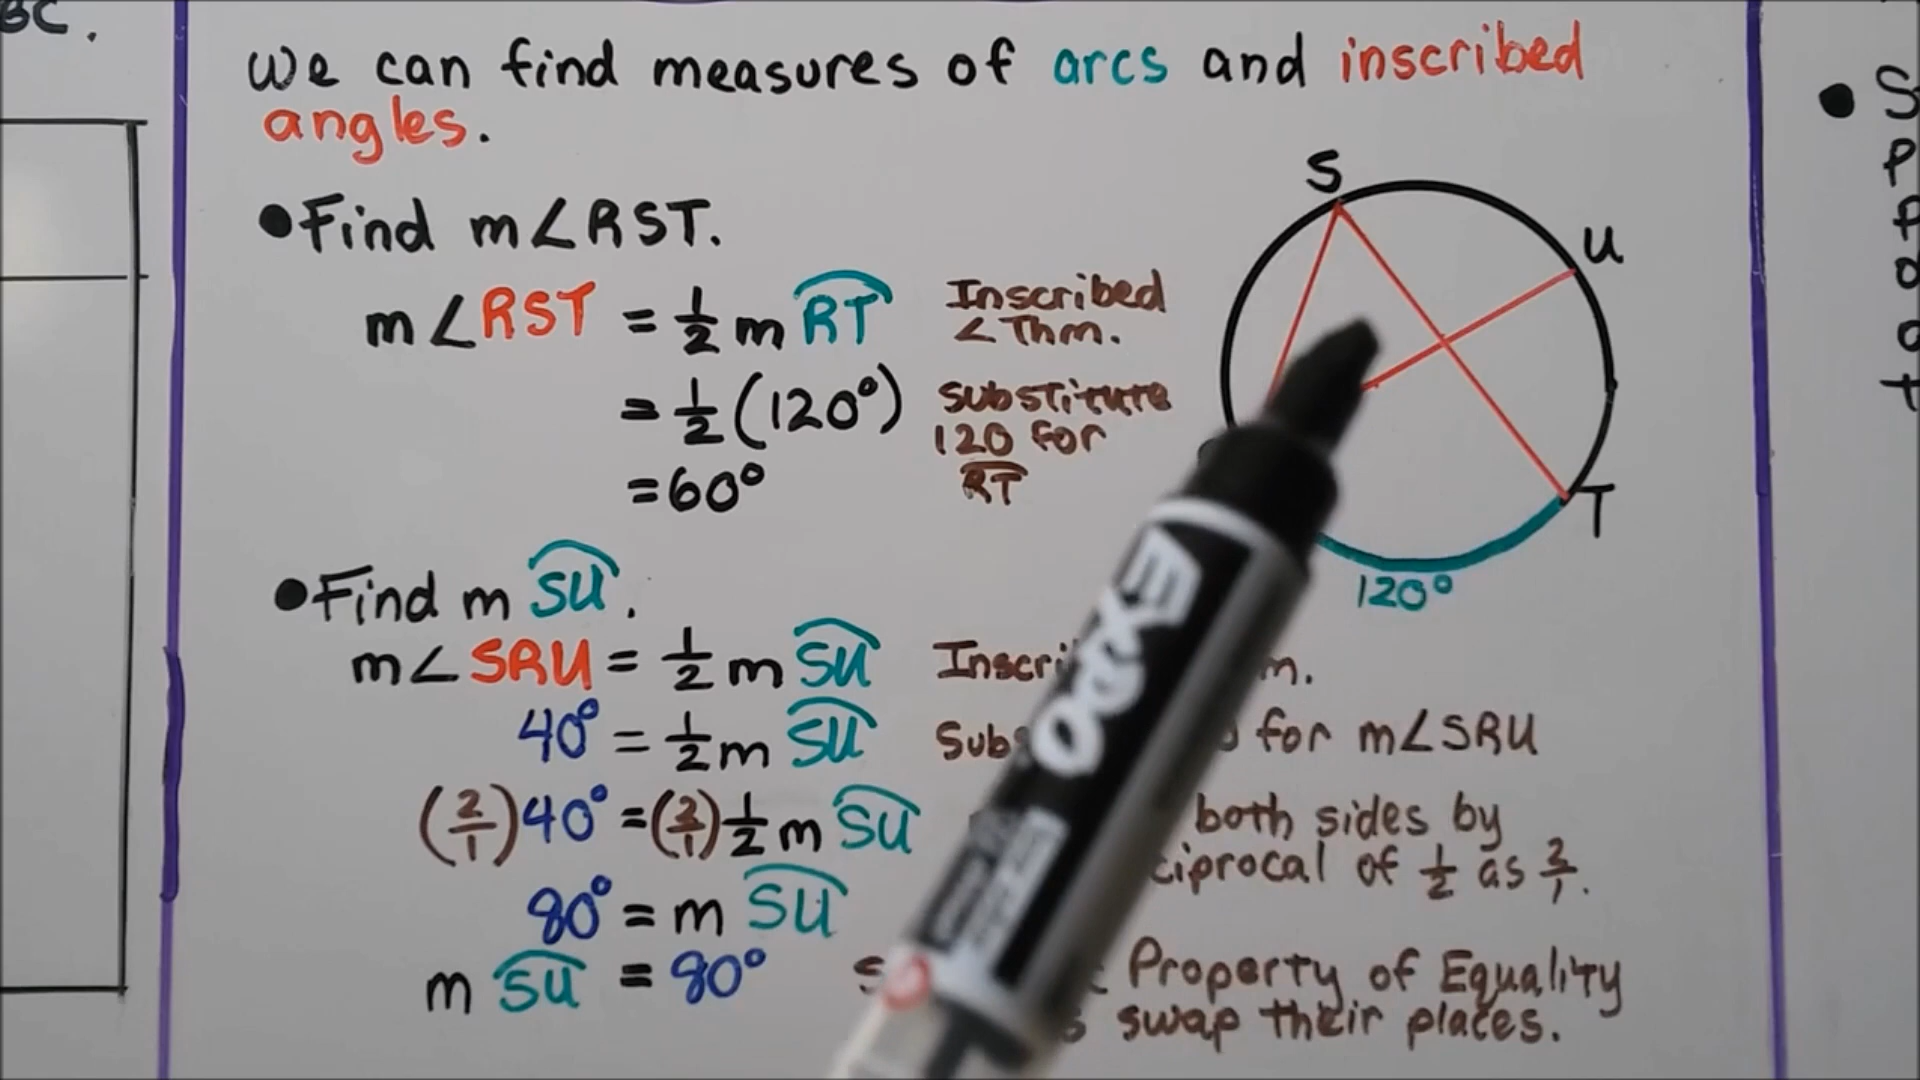 BC.
We can find measures of arcs and inscribed
angles.
• Find m∠RST.
m∠RST = 1/2 m RT Inscribed
∠ Thm.
= 1/2 (120°) Substitute
120 for
RT
= 60°
S
U
T
120°
• Find m SU.
m∠SRU = 1/2 m SU
40° = 1/2 m SU for m∠SRU
(2/1) 40° = (2/1) 1/2 m SU both sides by
of 1/2 as 2/1.
80° = m SU
m SU = 80° Property of Equality
swap their places.
EXPO
• S